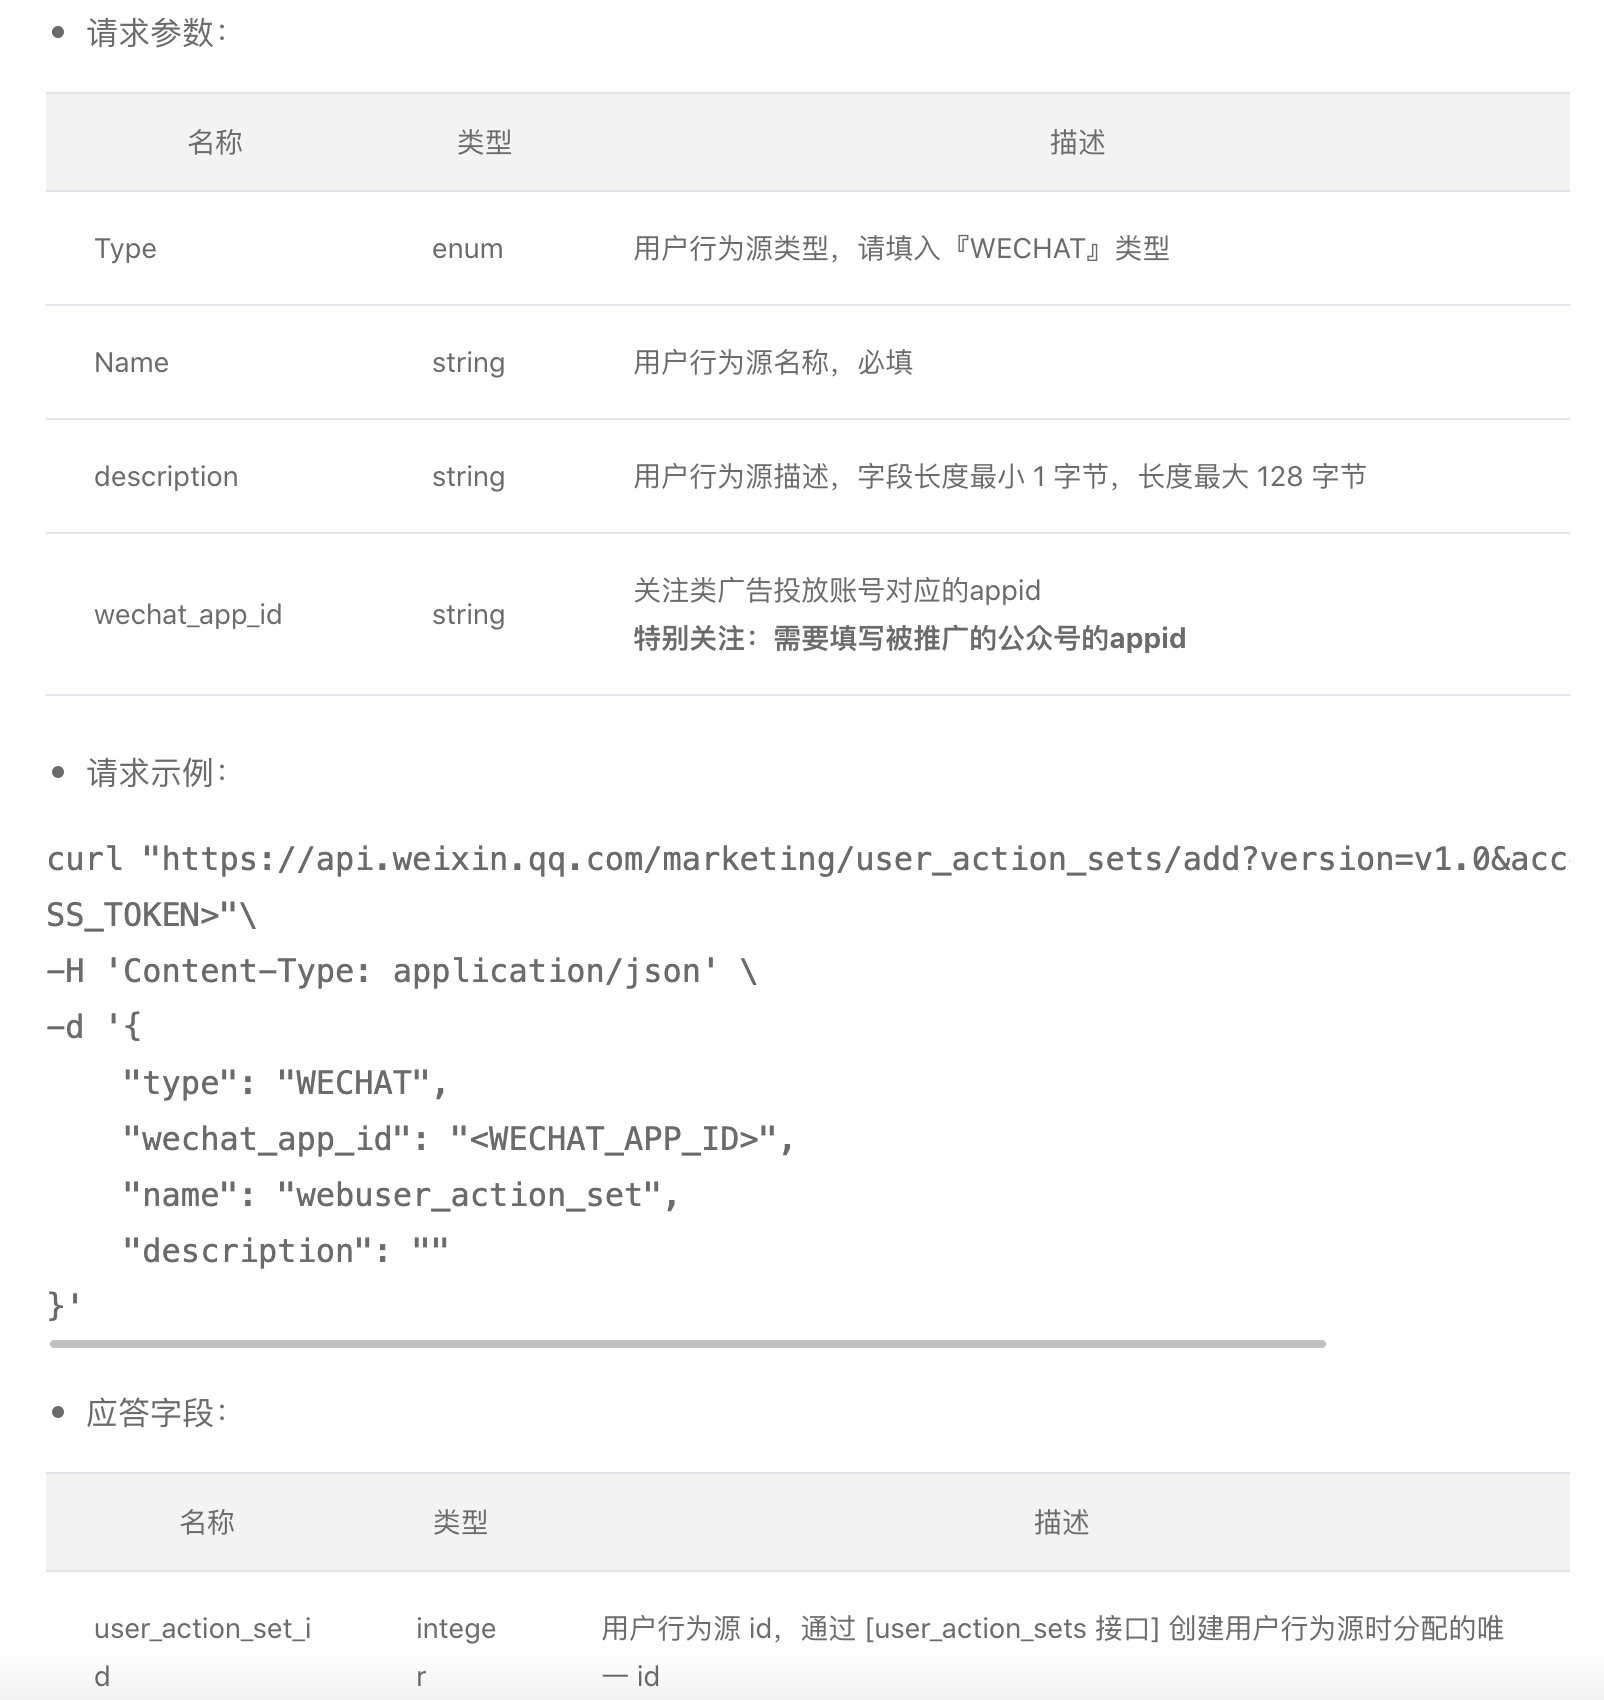 • 请求参数：
名称 类型 描述
Type enum 用户行为源类型，请填入『WECHAT』类型
Name string 用户行为源名称，必填
description string 用户行为源描述，字段长度最小 1 字节，长度最大 128 字节
wechat_app_id string 关注类广告投放账号对应的appid
特别关注：需要填写被推广的公众号的appid
• 请求示例：
curl "https://api.weixin.qq.com/marketing/user_action_sets/add?version=v1.0&acc
SS_TOKEN>"\
-H 'Content-Type: application/json' \
-d '{
    "type": "WECHAT",
    "wechat_app_id": "<WECHAT_APP_ID>",
    "name": "webuser_action_set",
    "description": ""
}'
• 应答字段：
名称 类型 描述
user_action_set_i intege 用户行为源 id，通过 [user_action_sets 接口] 创建用户行为源时分配的唯
d r 一 id